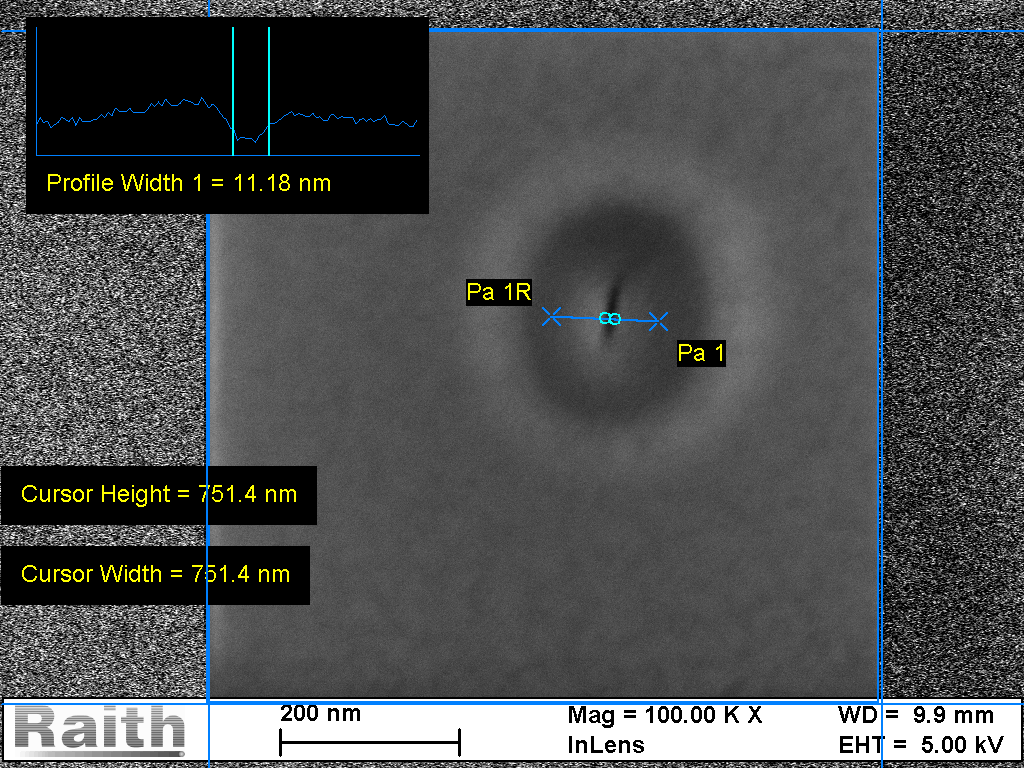 Profile Width 1 = 11.18 nm
Pa 1R
Pa 1
Cursor Height = 751.4 nm
Cursor Width = 751.4 nm
Raith
200 nm
Mag = 100.00 K X
WD = 9.9 mm
InLens
EHT = 5.00 kV